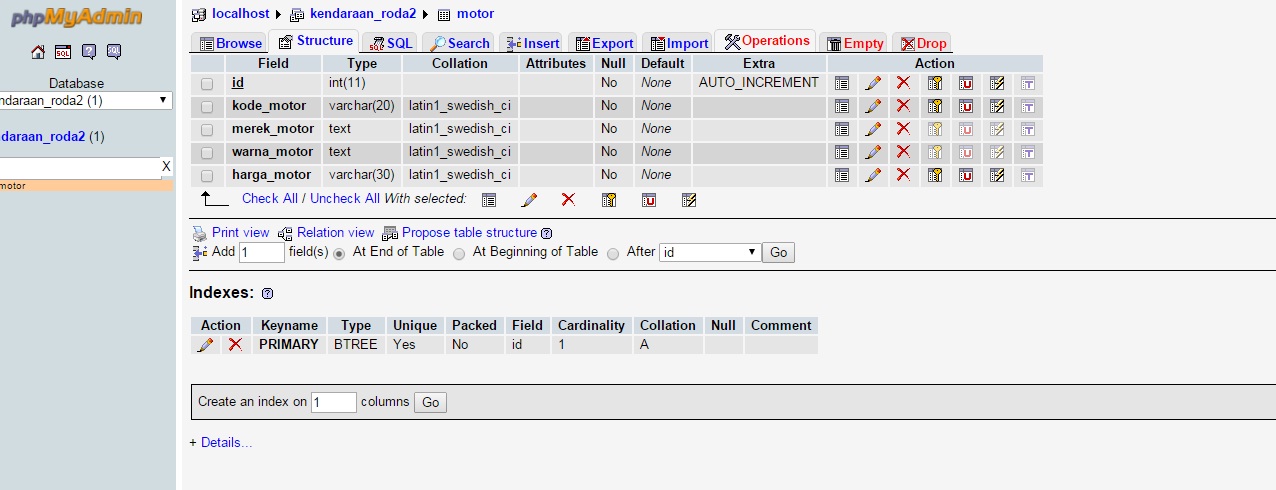 phpMyAdmin
localhost kendaraan_roda2 motor
Browse Structure SQL Search Insert Export Import Operations Empty Drop
SQL
Database
ndaraan_roda2 (1)
daraan_roda2 (1)
X
motor
Field Type Collation Attributes Null Default Extra Action
id int(11) No None AUTO_INCREMENT
kode_motor varchar(20) latin1_swedish_ci No None
merek_motor text latin1_swedish_ci No None
warna_motor text latin1_swedish_ci No None
harga_motor varchar(30) latin1_swedish_ci No None
Check All / Uncheck All With selected:
Print view Relation view Propose table structure
Add 1 field(s) At End of Table At Beginning of Table After id Go
Indexes:
Action Keyname Type Unique Packed Field Cardinality Collation Null Comment
PRIMARY BTREE Yes No id 1 A
Create an index on 1 columns Go
+ Details...